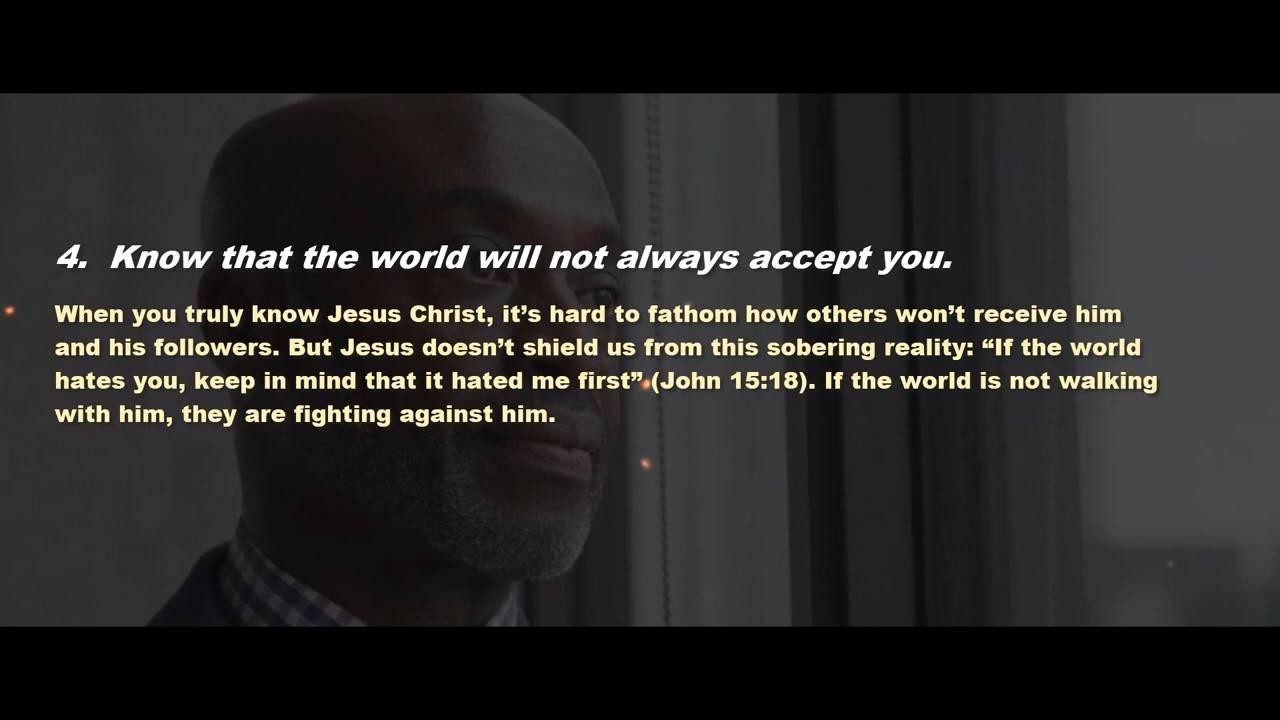 4. Know that the world will not always accept you.
When you truly know Jesus Christ, it’s hard to fathom how others won’t receive him
and his followers. But Jesus doesn’t shield us from this sobering reality: “If the world
hates you, keep in mind that it hated me first” (John 15:18). If the world is not walking
with him, they are fighting against him.